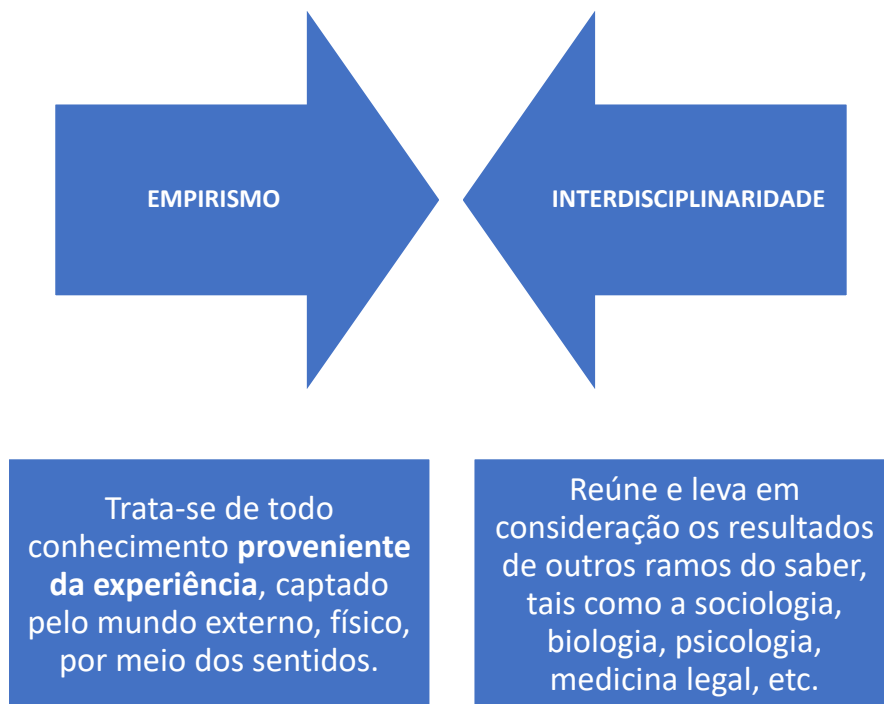 EMPIRISMO
INTERDISCIPLINARIDADE
Trata-se de todo
conhecimento proveniente
da experiência, captado
pelo mundo externo, físico,
por meio dos sentidos.
Reúne e leva em
consideração os resultados
de outros ramos do saber,
tais como a sociologia,
biologia, psicologia,
medicina legal, etc.